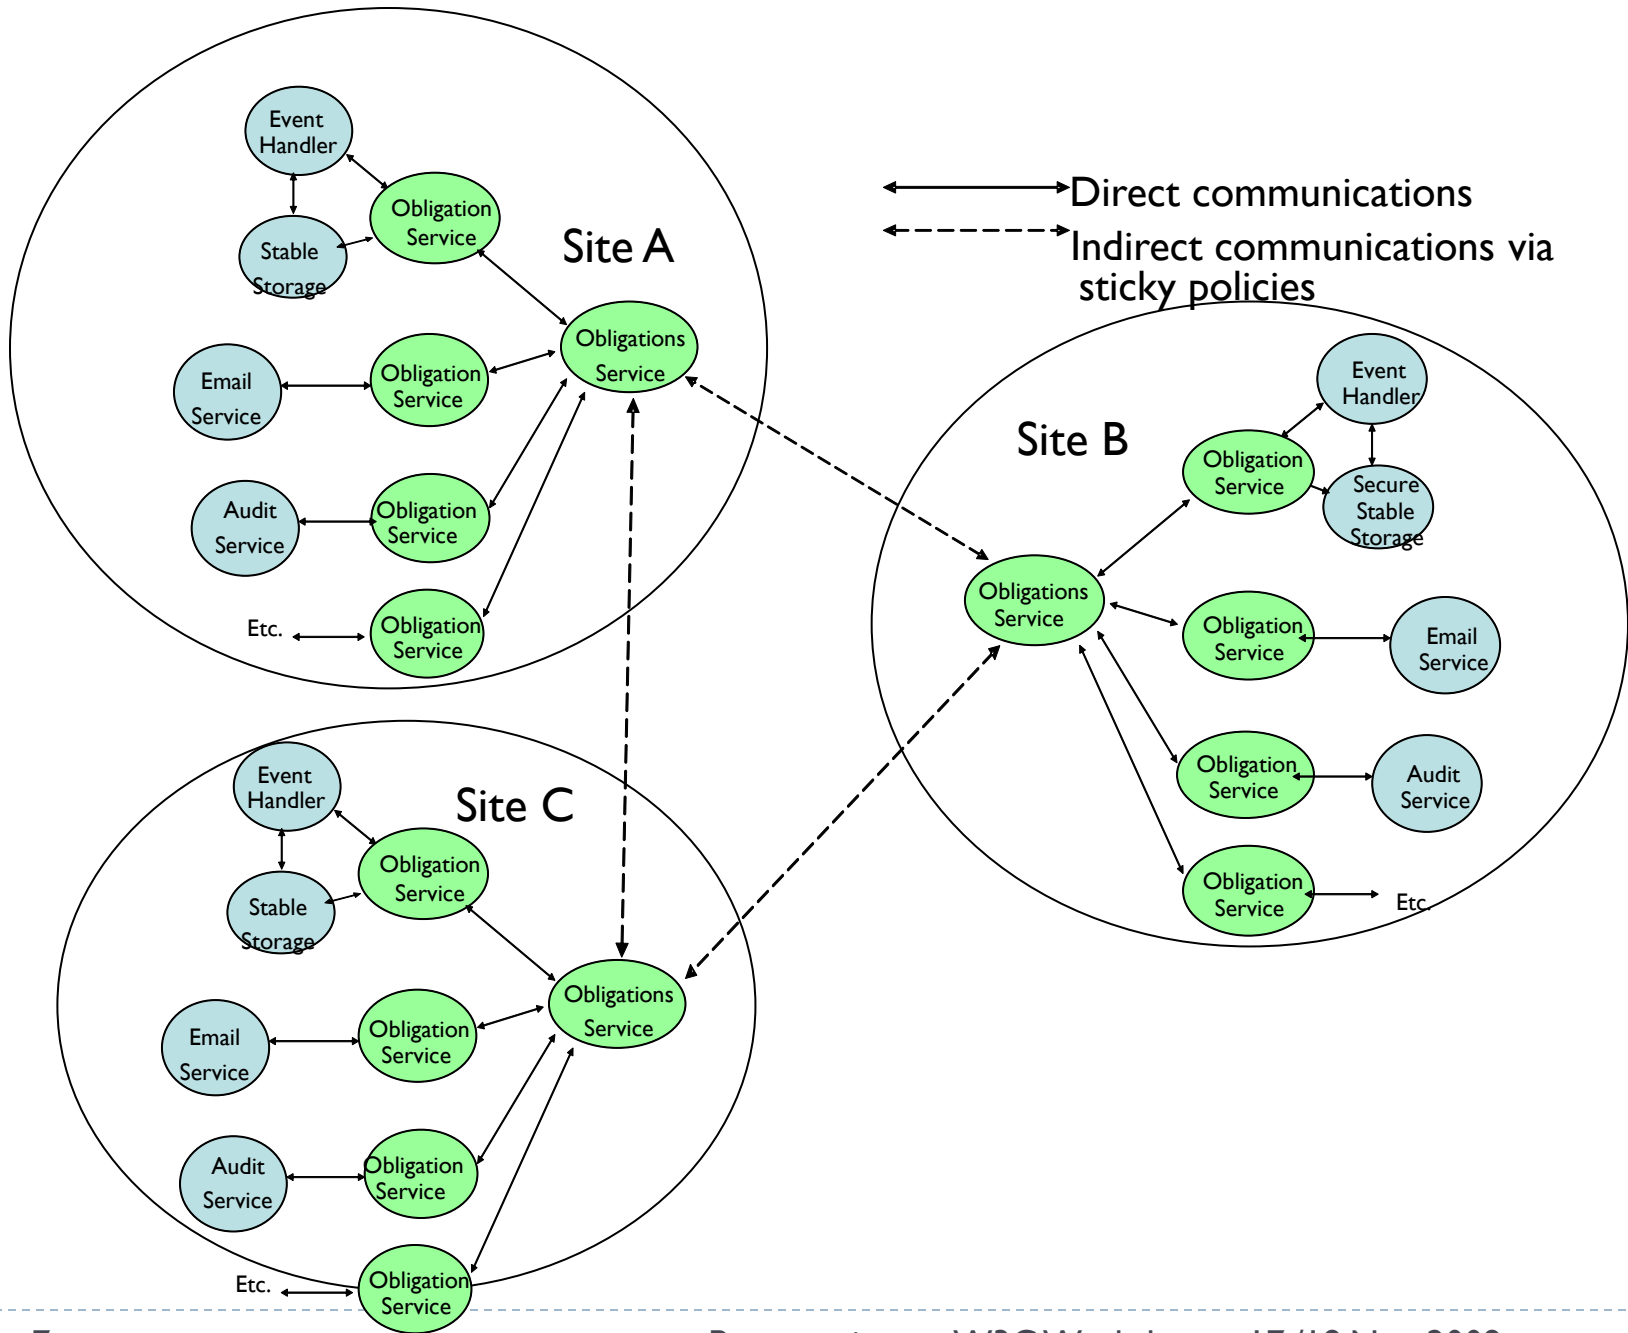 Event
Handler
Obligation
Service
Stable
Storage
Site A
Obligations
Service
Email
Service
Obligation
Service
Audit
Service
Obligation
Service
Etc.
Obligation
Service
Direct communications
Indirect communications via
sticky policies
Site B
Event
Handler
Obligation
Service
Secure
Stable
Storage
Obligations
Service
Obligation
Service
Email
Service
Obligation
Service
Audit
Service
Obligation
Service
Etc.
Site C
Event
Handler
Obligation
Service
Stable
Storage
Obligations
Service
Email
Service
Obligation
Service
Audit
Service
Obligation
Service
Etc.
Obligation
Service